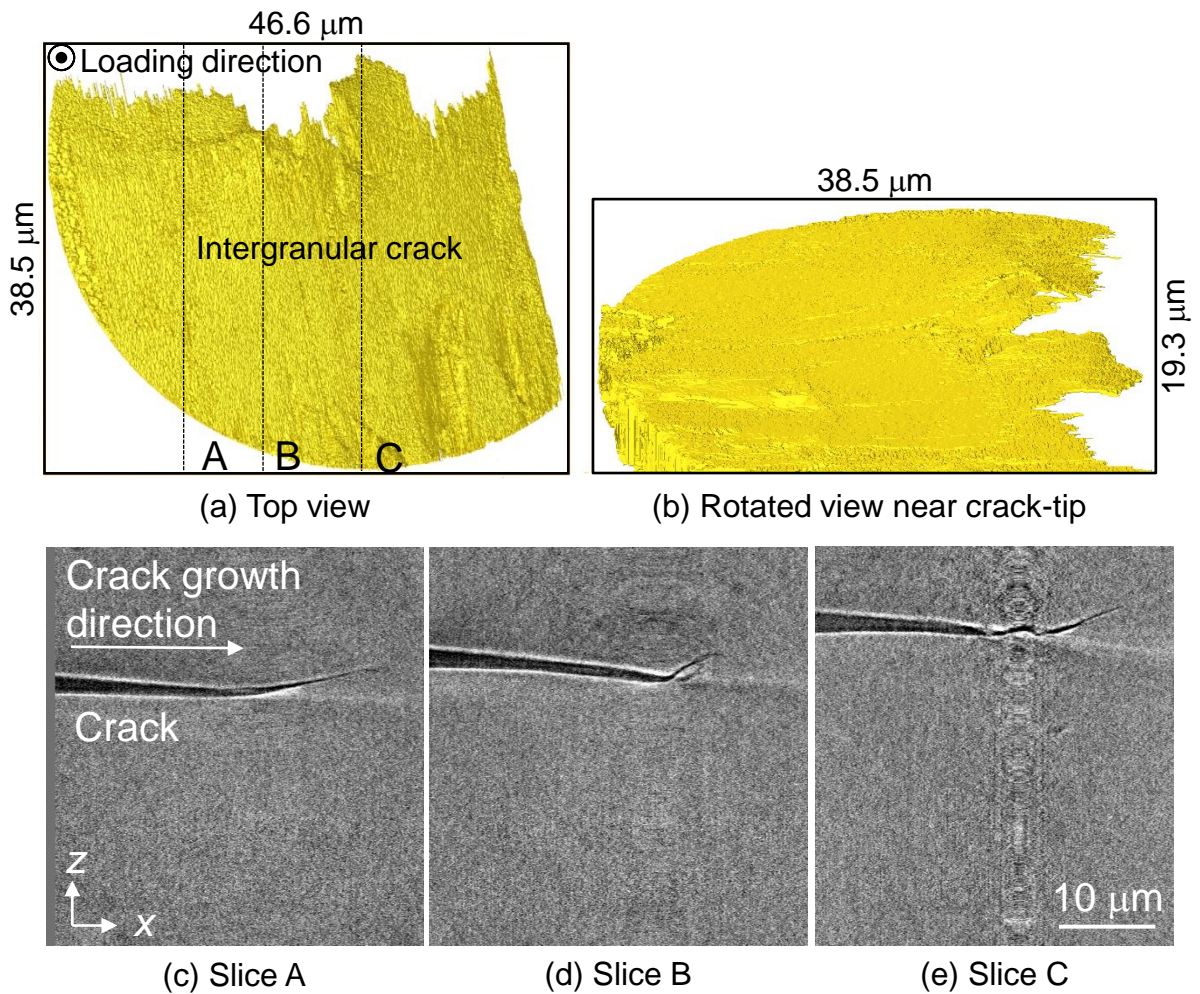 46.6 μm
Loading direction
38.5 μm
Intergranular crack
A B C
(a) Top view
38.5 μm
19.3 μm
(b) Rotated view near crack-tip
Crack growth
direction
Crack
z
x
(c) Slice A
(d) Slice B
10 μm
(e) Slice C